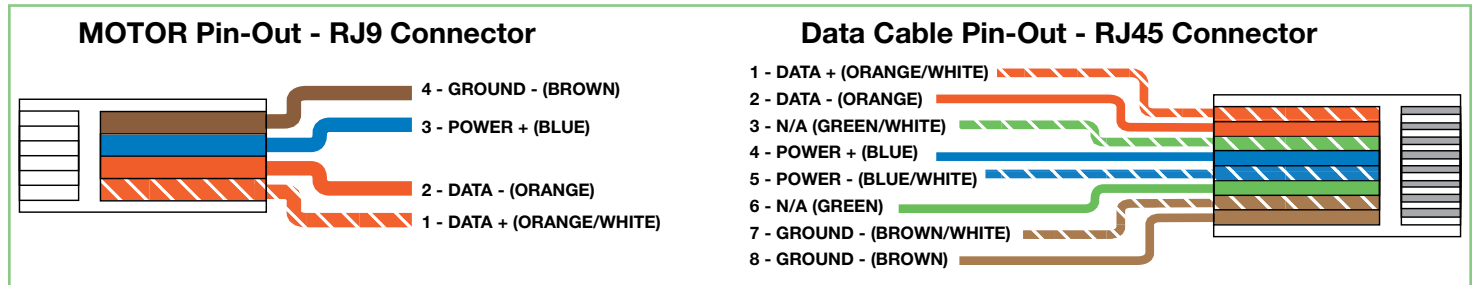 MOTOR Pin-Out - RJ9 Connector
4 - GROUND - (BROWN)
3 - POWER + (BLUE)
2 - DATA - (ORANGE)
1 - DATA + (ORANGE/WHITE)
Data Cable Pin-Out - RJ45 Connector
1 - DATA + (ORANGE/WHITE)
2 - DATA - (ORANGE)
3 - N/A (GREEN/WHITE)
4 - POWER + (BLUE)
5 - POWER - (BLUE/WHITE)
6 - N/A (GREEN)
7 - GROUND - (BROWN/WHITE)
8 - GROUND - (BROWN)